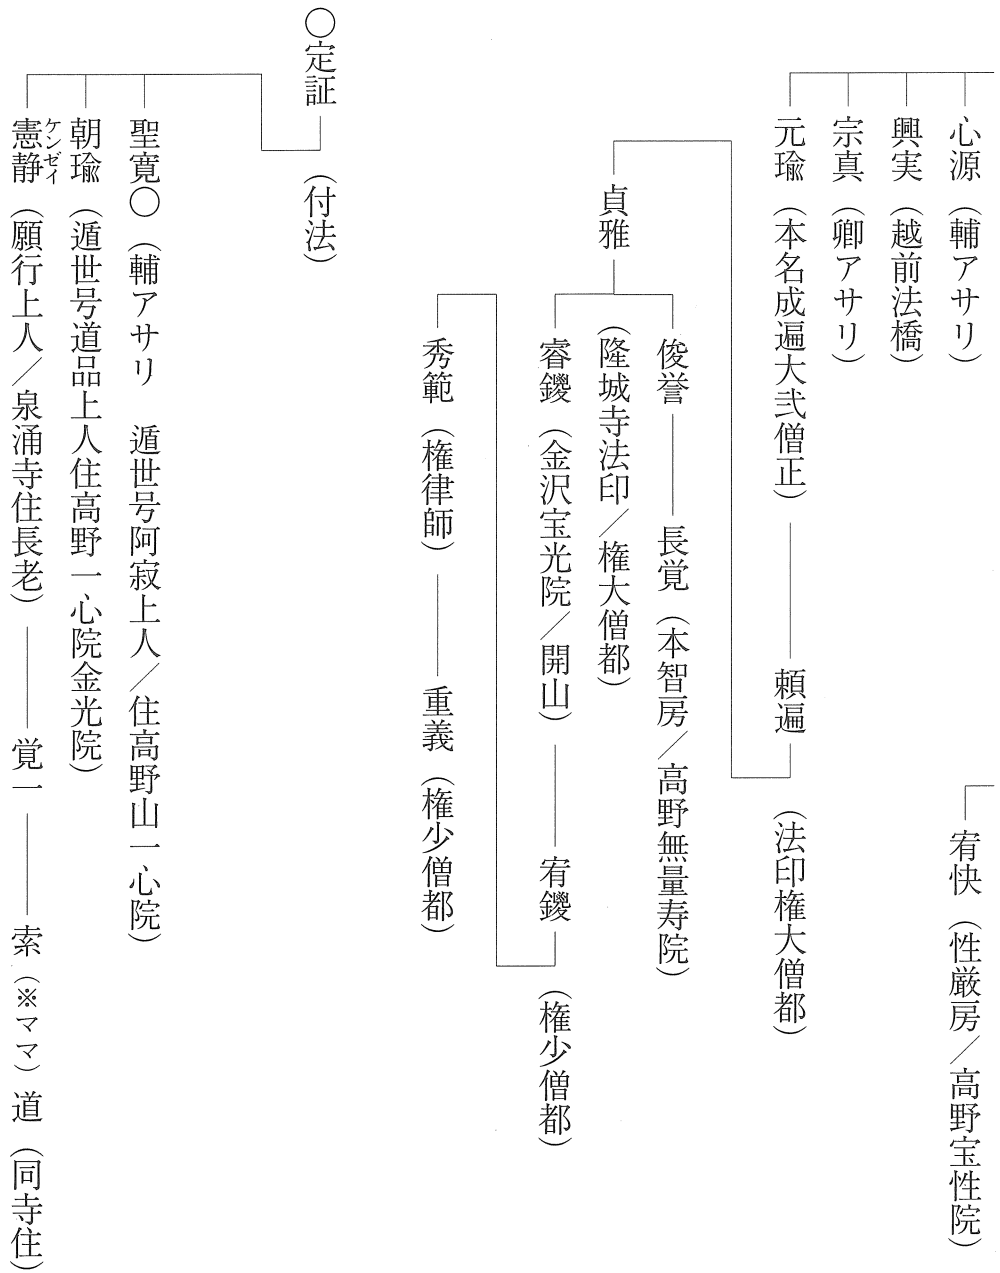 心源（輔アサリ）
宥快（性厳房／高野宝性院）
興実（越前法橋）
宗真（卿アサリ）
元瑜（本名成遍大弐僧正） 頼遍（法印権大僧都）
俊誉 長覚（本智房／高野無量寿院）
貞雅（隆城寺法印／権大僧都）
睿鑁（金沢宝光院／開山） 宥鑁（権少僧都）
秀範（権律師） 重義（権少僧都）
〇定証（付法）
聖寛〇（輔アサリ　遁世号阿寂上人／住高野山一心院）
朝瑜（遁世号道品上人住高野一心院金光院）
憲静（願行上人／泉涌寺住長老） 覚一 索（※ママ）道（同寺住）
ケンゼイ